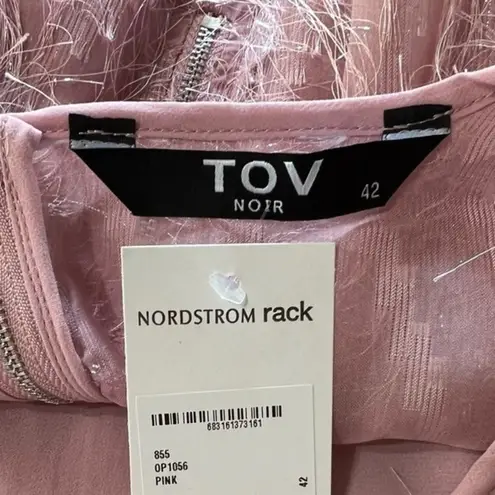 TOV
NOIR
42
NORDSTROM rack
683161373161
855
OP1056
PINK
42